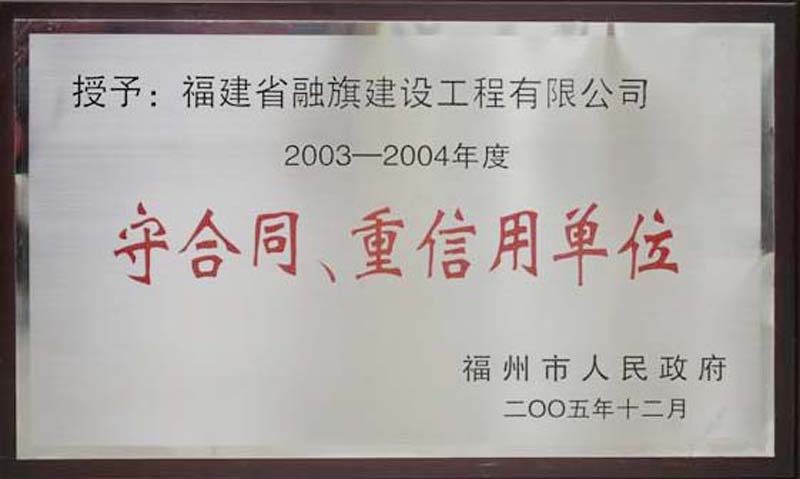 授予：福建省融旗建设工程有限公司
2003—2004年度
守合同、重信用单位
福州市人民政府
二〇〇五年十二月